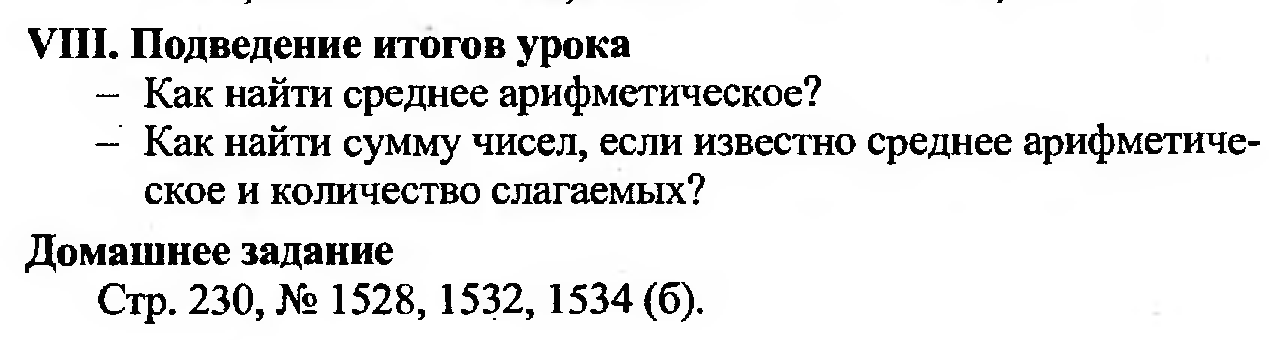 VIII. Подведение итогов урока
– Как найти среднее арифметическое?
– Как найти сумму чисел, если известно среднее арифметиче-
ское и количество слагаемых?
Домашнее задание
Стр. 230, № 1528, 1532, 1534 (б).